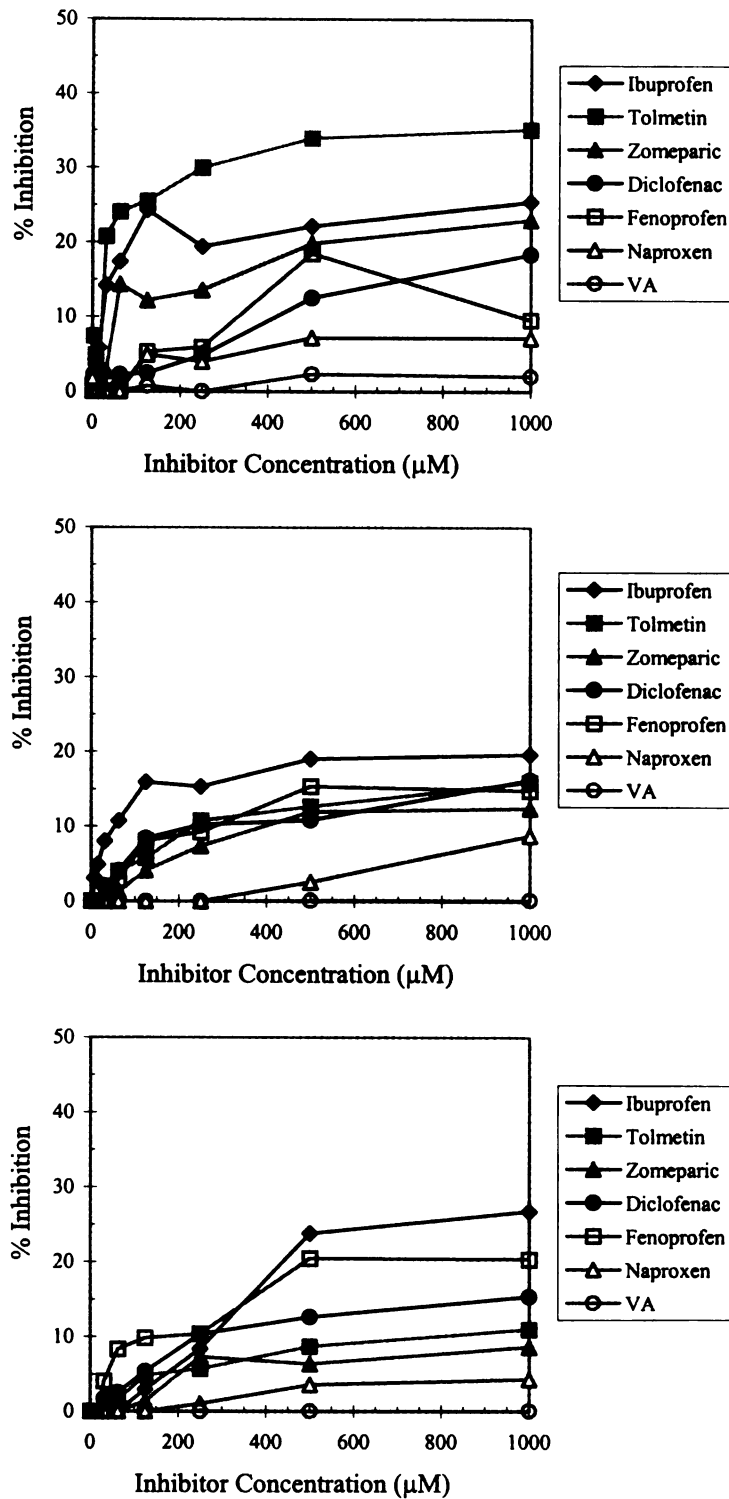 50
40
30
20
10
0
% Inhibition
0 200 400 600 800 1000
Inhibitor Concentration (µM)
Ibuprofen
Tolmetin
Zomeparic
Diclofenac
Fenoprofen
Naproxen
VA
50
40
30
20
10
0
% Inhibition
0 200 400 600 800 1000
Inhibitor Concentration (µM)
Ibuprofen
Tolmetin
Zomeparic
Diclofenac
Fenoprofen
Naproxen
VA
50
40
30
20
10
0
% Inhibition
0 200 400 600 800 1000
Inhibitor Concentration (µM)
Ibuprofen
Tolmetin
Zomeparic
Diclofenac
Fenoprofen
Naproxen
VA